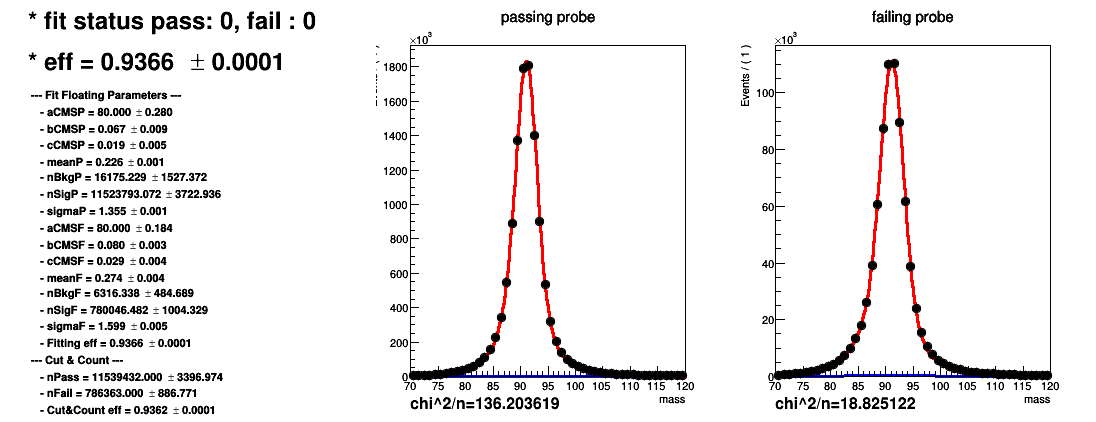 * fit status pass: 0, fail : 0
* eff = 0.9366 ± 0.0001
--- Fit Floating Parameters ---
- aCMSP = 80.000 ± 0.280
- bCMSP = 0.067 ± 0.009
- cCMSP = 0.019 ± 0.005
- meanP = 0.226 ± 0.001
- nBkgP = 16175.229 ± 1527.372
- nSigP = 11523793.072 ± 3722.936
- sigmaP = 1.355 ± 0.001
- aCMSF = 80.000 ± 0.184
- bCMSF = 0.080 ± 0.003
- cCMSF = 0.029 ± 0.004
- meanF = 0.274 ± 0.004
- nBkgF = 6316.338 ± 484.689
- nSigF = 780046.482 ± 1004.329
- sigmaF = 1.599 ± 0.005
- Fitting eff = 0.9366 ± 0.0001
--- Cut & Count ---
- nPass = 11539432.000 ± 3396.974
- nFail = 786363.000 ± 886.771
- Cut&Count eff = 0.9362 ± 0.0001
passing probe
×10³
1800
1600
1400
1200
1000
800
600
400
200
0
70 75 80 85 90 95 100 105 110 115 120
mass
chi^2/n=136.203619
failing probe
×10³
Events / ( 1 )
100
80
60
40
20
0
70 75 80 85 90 95 100 105 110 115 120
mass
chi^2/n=18.825122